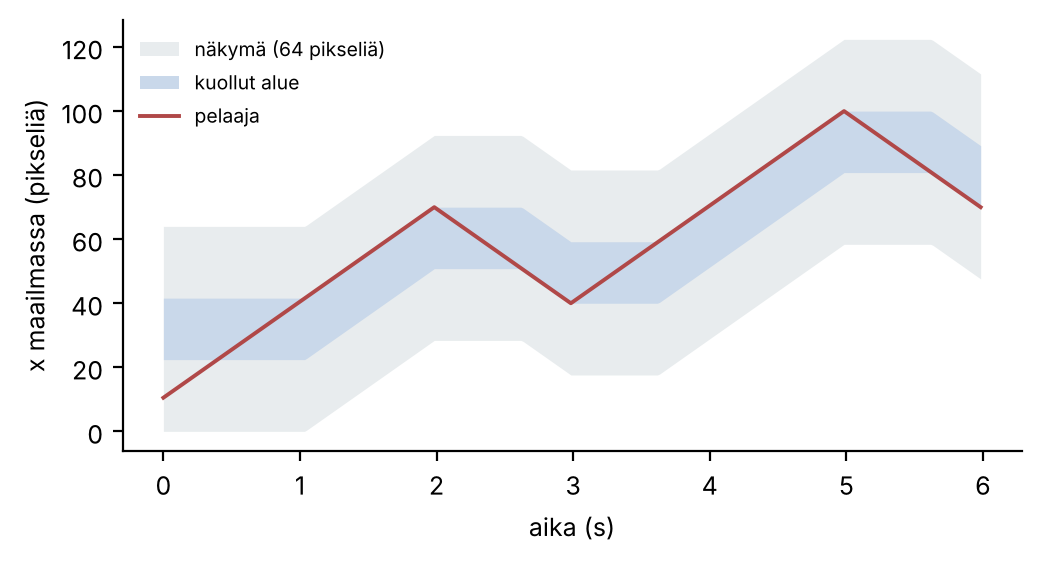 näkymä (64 pikseliä)
kuollut alue
pelaaja
x maailmassa (pikseliä)
120
100
80
60
40
20
0
0 1 2 3 4 5 6
aika (s)